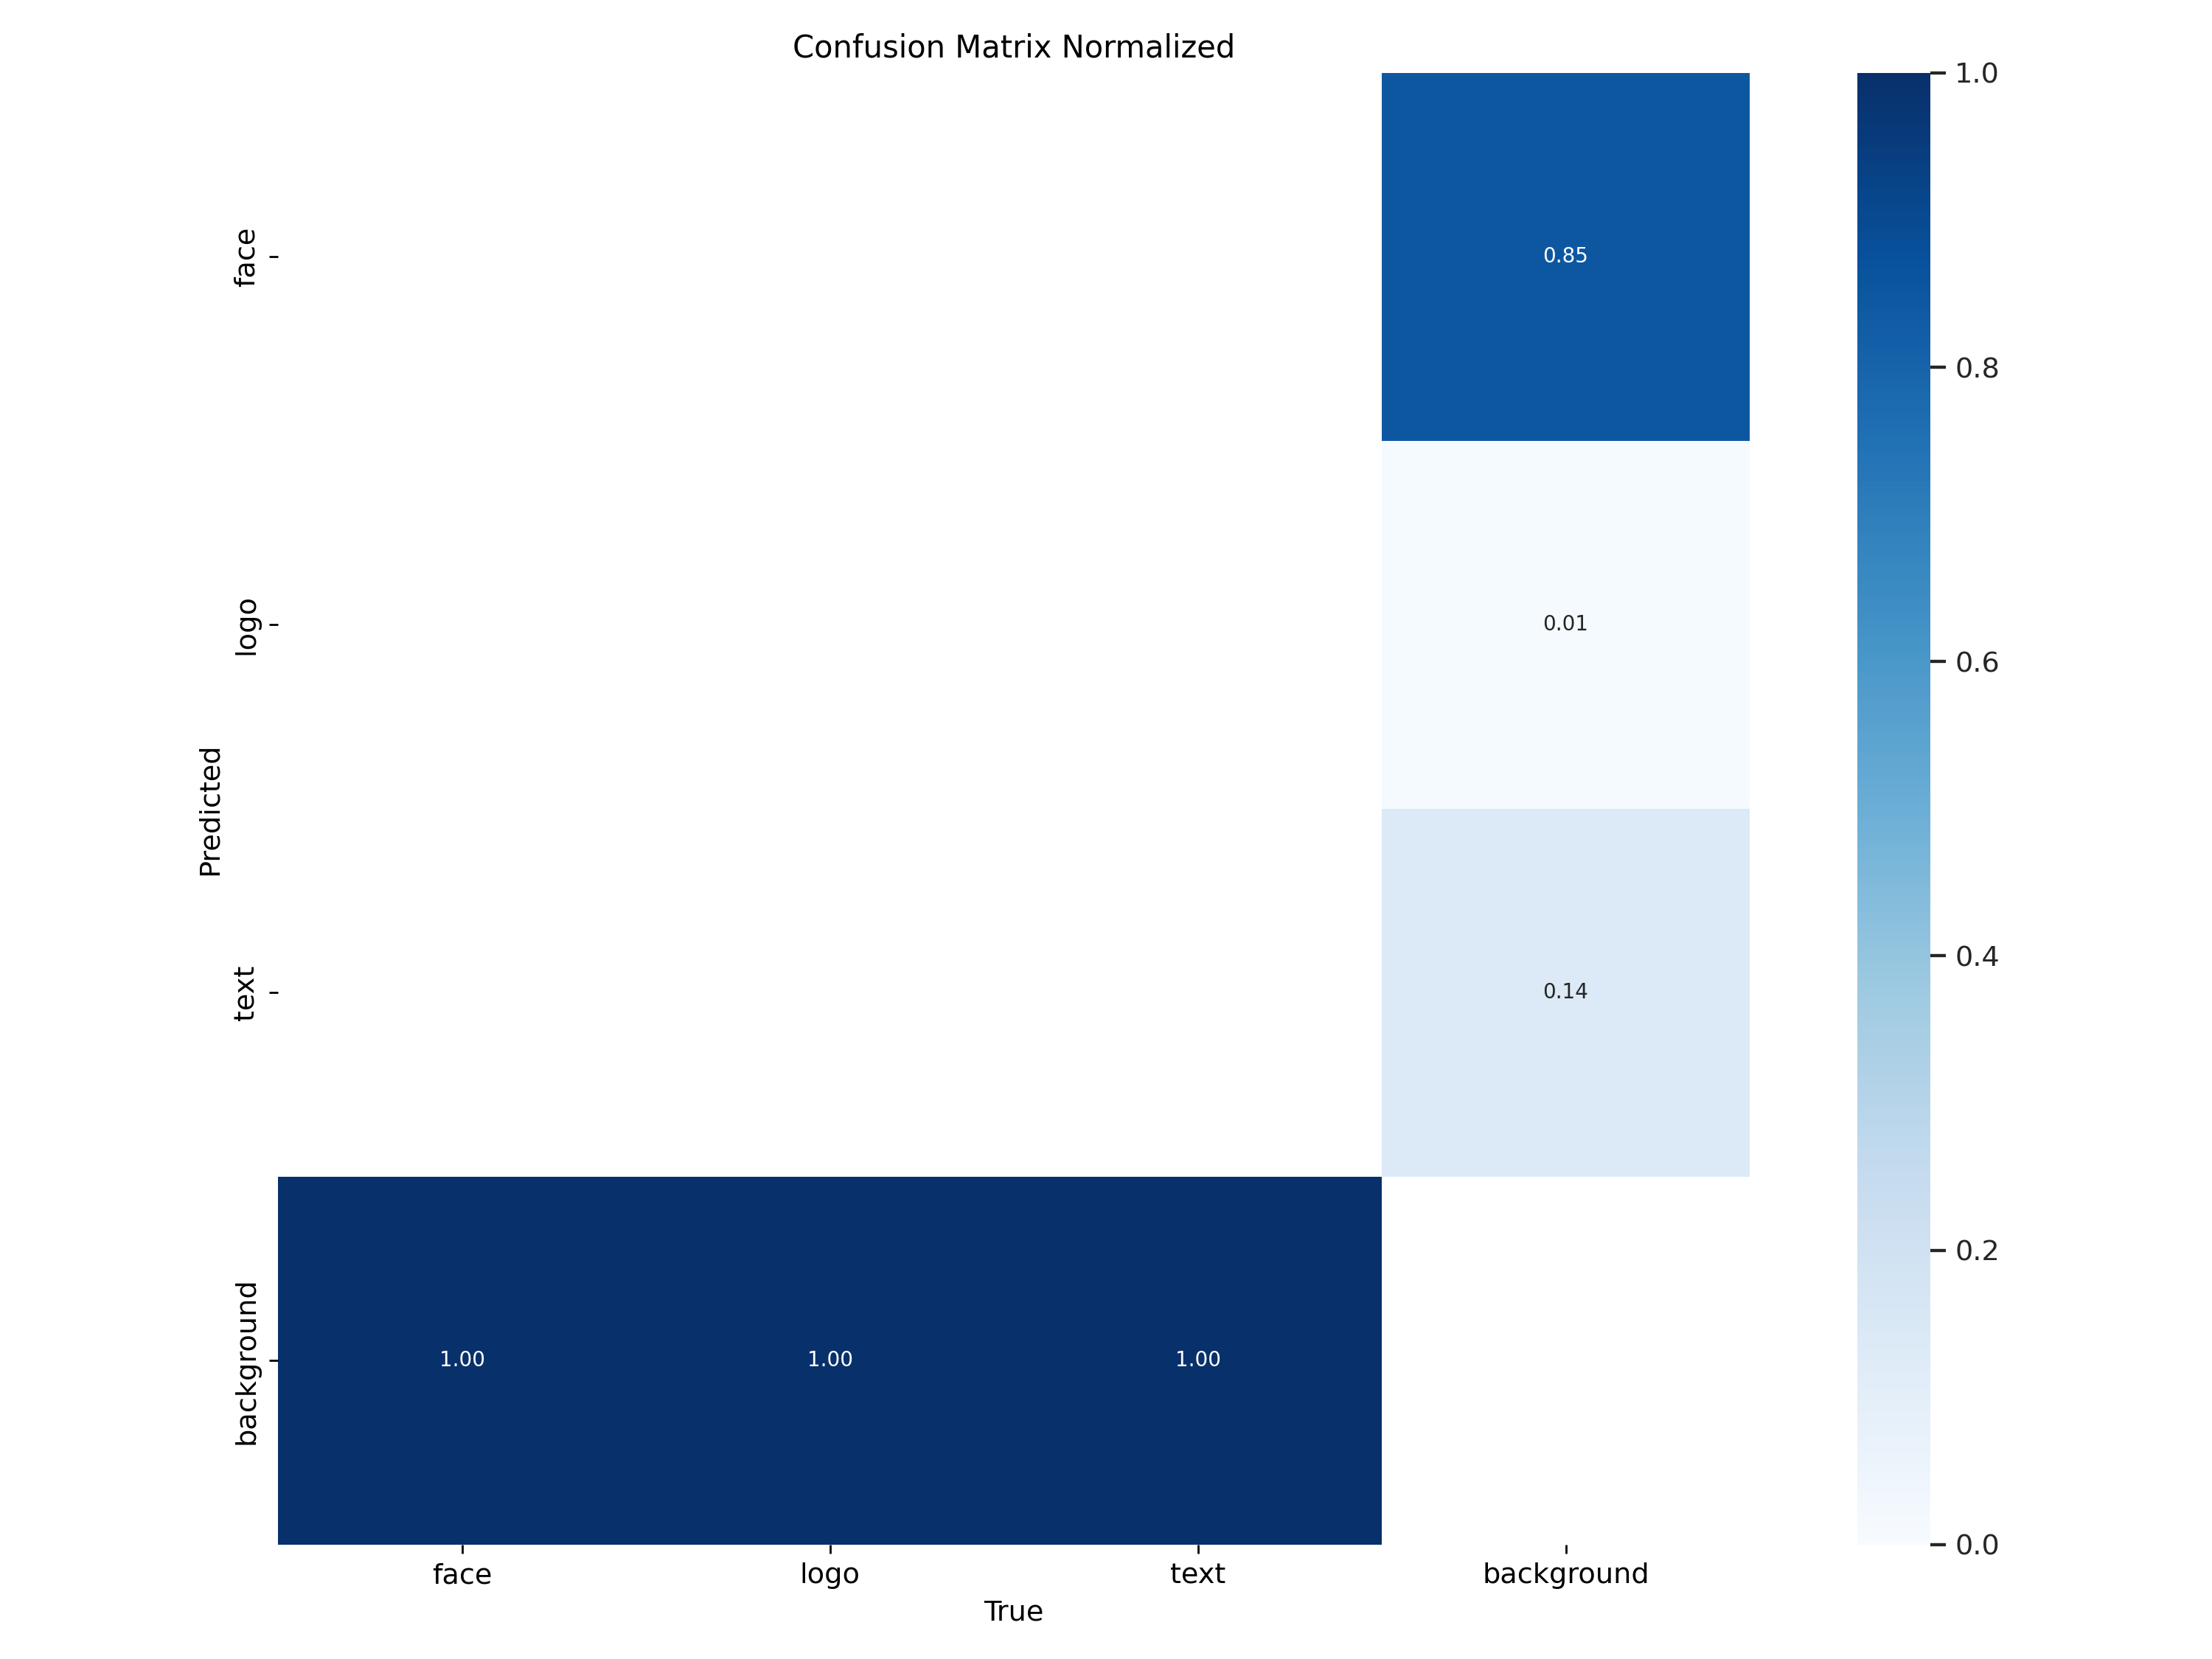 Confusion Matrix Normalized
1.0
face
0.85
0.8
logo
0.01
0.6
Predicted
text
0.14
0.4
0.2
background
1.00 1.00 1.00
0.0
face logo text background
True